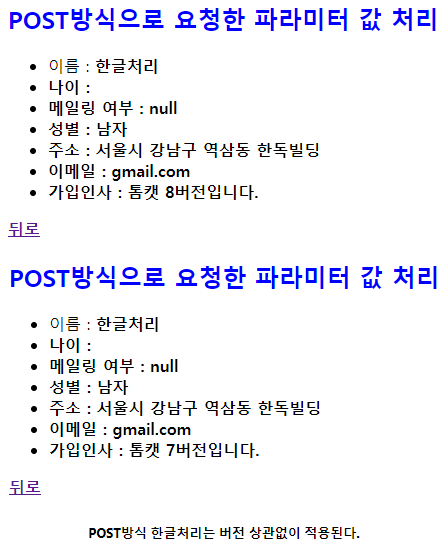 POST방식으로 요청한 파라미터 값 처리
이름 : 한글처리
나이 :
메일링 여부 : null
성별 : 남자
주소 : 서울시 강남구 역삼동 한독빌딩
이메일 : gmail.com
가입인사 : 톰캣 8버전입니다.
뒤로
POST방식으로 요청한 파라미터 값 처리
이름 : 한글처리
나이 :
메일링 여부 : null
성별 : 남자
주소 : 서울시 강남구 역삼동 한독빌딩
이메일 : gmail.com
가입인사 : 톰캣 7버전입니다.
뒤로
POST방식 한글처리는 버전 상관없이 적용된다.